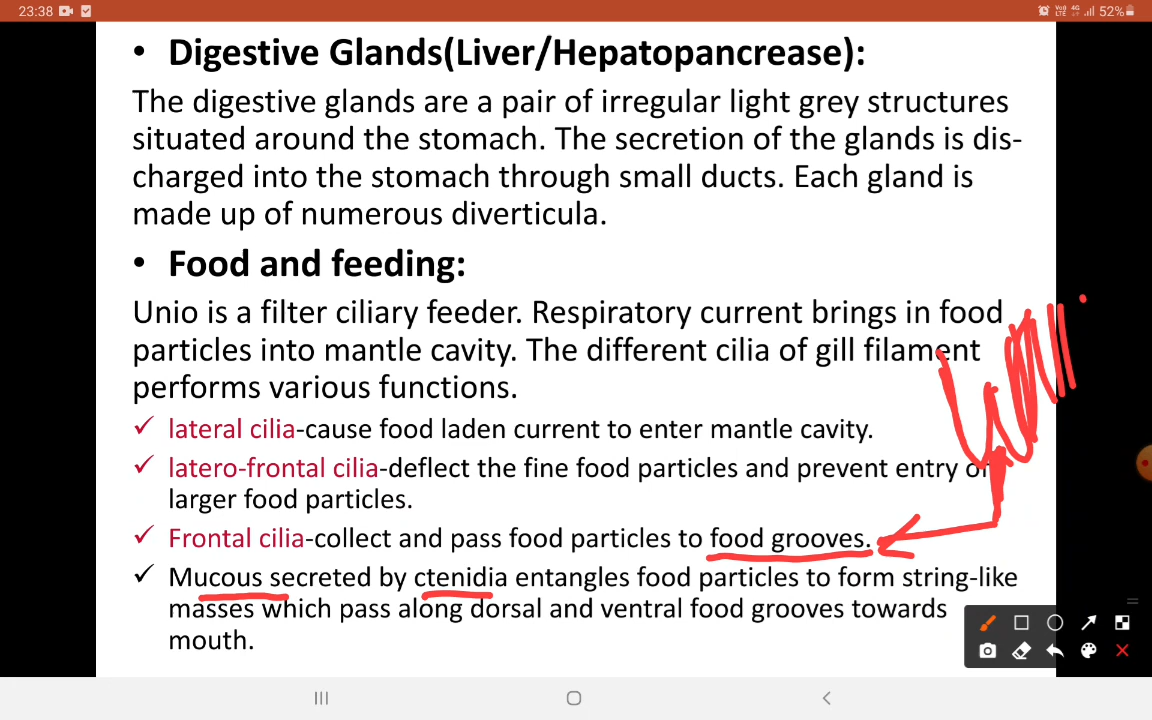 23:38
Vo)) LTE 4G 52%
• Digestive Glands(Liver/Hepatopancrease):
The digestive glands are a pair of irregular light grey structures
situated around the stomach. The secretion of the glands is dis-
charged into the stomach through small ducts. Each gland is
made up of numerous diverticula.
• Food and feeding:
Unio is a filter ciliary feeder. Respiratory current brings in food
particles into mantle cavity. The different cilia of gill filament
performs various functions.
✓ lateral cilia-cause food laden current to enter mantle cavity.
✓ latero-frontal cilia-deflect the fine food particles and prevent entry of
larger food particles.
✓ Frontal cilia-collect and pass food particles to food grooves.
✓ Mucous secreted by ctenidia entangles food particles to form string-like
masses which pass along dorsal and ventral food grooves towards
mouth.